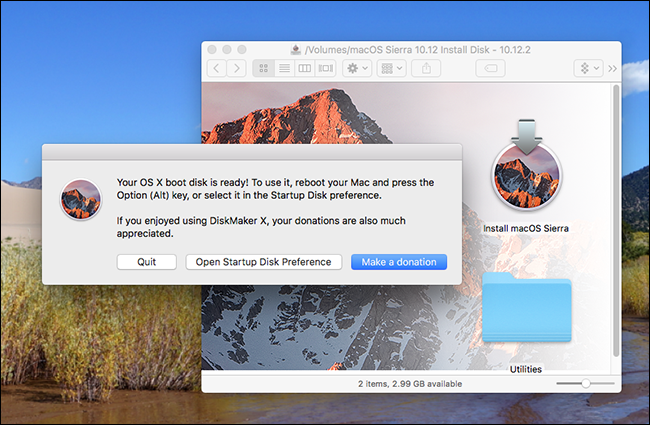 /Volumes/macOS Sierra 10.12 Install Disk - 10.12.2
Your OS X boot disk is ready! To use it, reboot your Mac and press the
Option (Alt) key, or select it in the Startup Disk preference.
If you enjoyed using DiskMaker X, your donations are also much
appreciated.
Quit
Open Startup Disk Preference
Make a donation
Install macOS Sierra
Utilities
2 items, 2.99 GB available